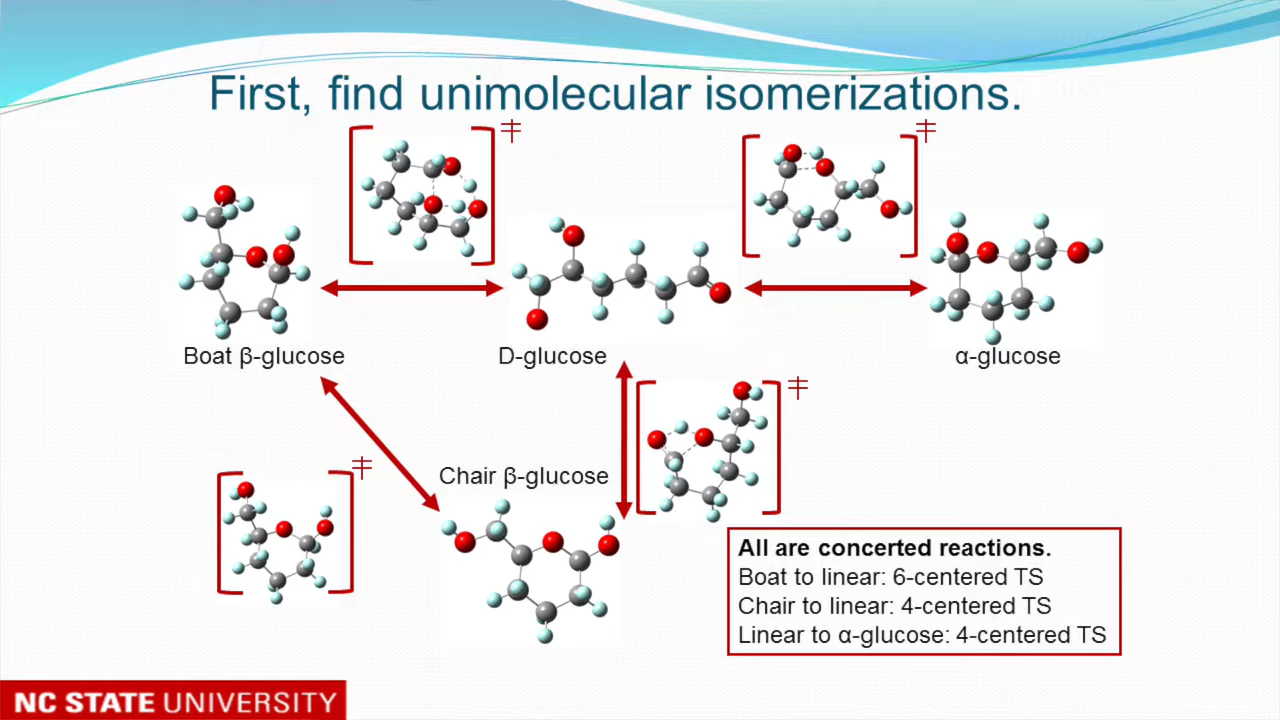 First, find unimolecular isomerizations.
‡
‡
Boat β-glucose
D-glucose
α-glucose
‡
‡
Chair β-glucose
All are concerted reactions.
Boat to linear: 6-centered TS
Chair to linear: 4-centered TS
Linear to α-glucose: 4-centered TS
NC STATE UNIVERSITY